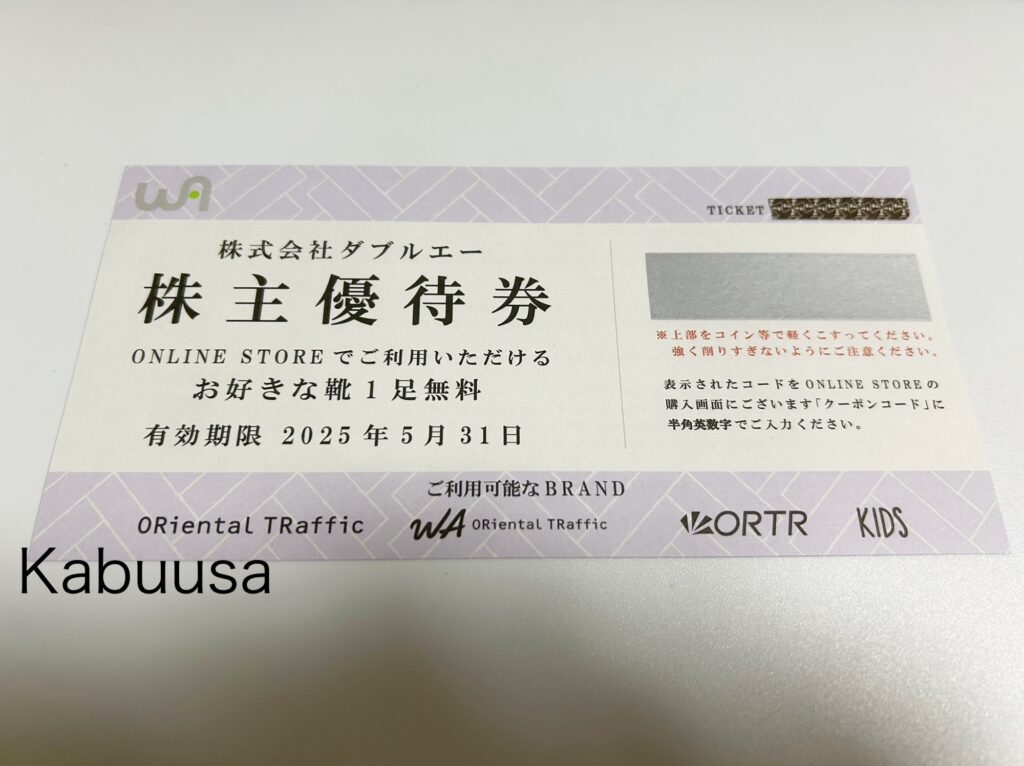 WA
TICKET
株式会社ダブルエー
株主優待券
ONLINE STOREでご利用いただける
お好きな靴1足無料
有効期限 2025年5月31日
※上部をコイン等で軽くこすってください。
強く削りすぎないようにご注意ください。
表示されたコードをONLINE STOREの
購入画面にございます「クーポンコード」に
半角英数字でご入力ください。
ご利用可能なBRAND
ORiental TRaffic
WA ORiental TRaffic
ORTR
KIDS
Kabuusa